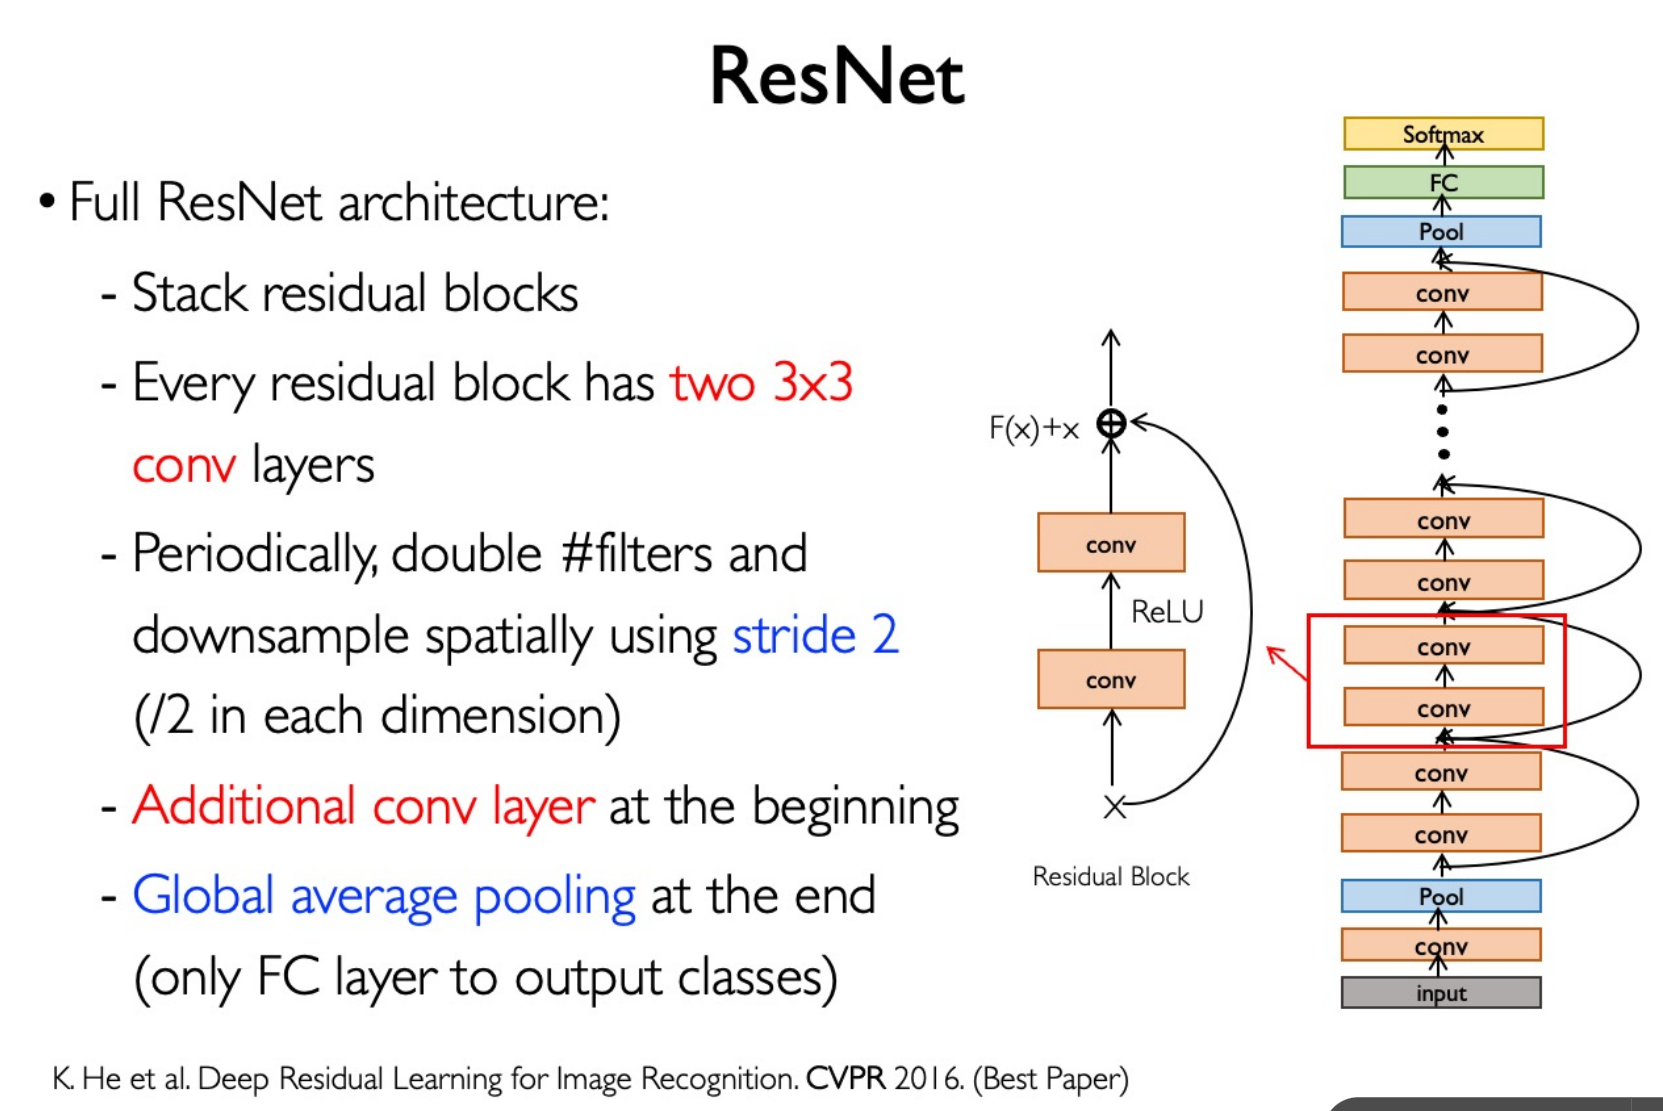 ResNet
• Full ResNet architecture:
- Stack residual blocks
- Every residual block has two 3x3
conv layers
- Periodically, double #filters and
downsample spatially using stride 2
(/2 in each dimension)
- Additional conv layer at the beginning
- Global average pooling at the end
(only FC layer to output classes)
F(x)+x
conv
ReLU
conv
X
Residual Block
Softmax
FC
Pool
conv
conv
conv
conv
conv
conv
conv
conv
Pool
conv
input
K. He et al. Deep Residual Learning for Image Recognition. CVPR 2016. (Best Paper)